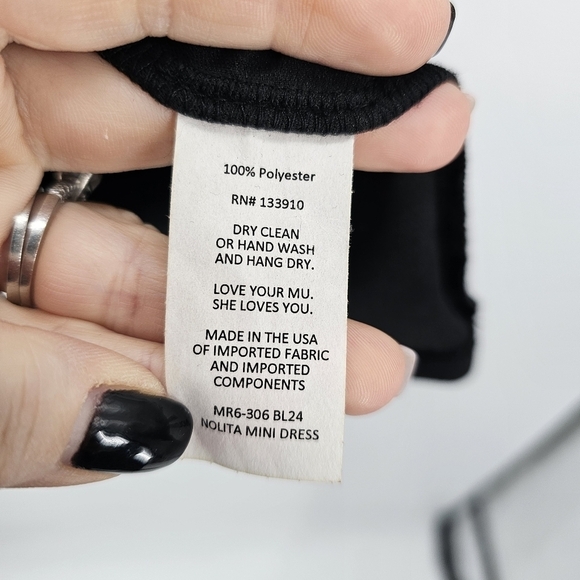 100% Polyester
RN# 133910
DRY CLEAN
OR HAND WASH
AND HANG DRY.
LOVE YOUR MU.
SHE LOVES YOU.
MADE IN THE USA
OF IMPORTED FABRIC
AND IMPORTED
COMPONENTS
MR6-306 BL24
NOLITA MINI DRESS